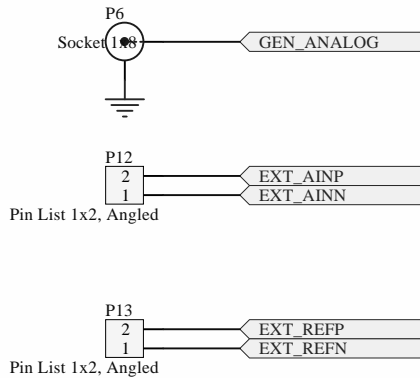 P6
Socket 1x8
GEN_ANALOG
P12
2 EXT_AINP
1 EXT_AINN
Pin List 1x2, Angled
P13
2 EXT_REFP
1 EXT_REFN
Pin List 1x2, Angled